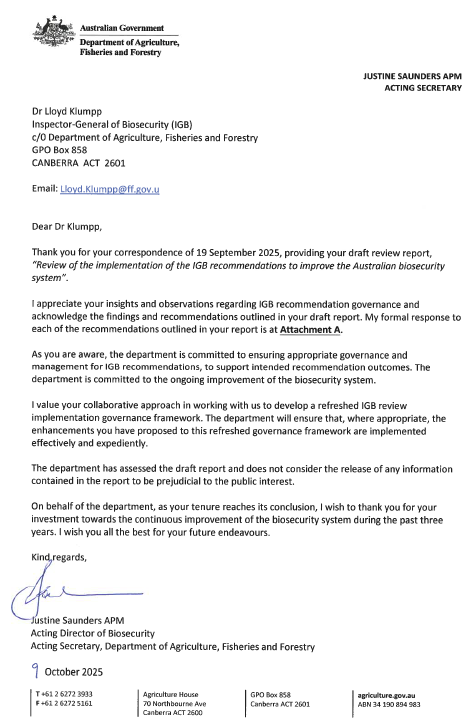 Australian Government
Department of Agriculture,
Fisheries and Forestry
JUSTINE SAUNDERS APM
ACTING SECRETARY
Dr Lloyd Klumpp
Inspector-General of Biosecurity (IGB)
c/0 Department of Agriculture, Fisheries and Forestry
GPO Box 858
CANBERRA ACT 2601
Email: Lloyd.Klumpp@ff.gov.u
Dear Dr Klumpp,
Thank you for your correspondence of 19 September 2025, providing your draft review report,
“Review of the implementation of the IGB recommendations to improve the Australian biosecurity
system”.
I appreciate your insights and observations regarding IGB recommendation governance and
acknowledge the findings and recommendations outlined in your draft report. My formal response to
each of the recommendations outlined in your report is at Attachment A.
As you are aware, the department is committed to ensuring appropriate governance and
management for IGB recommendations, to support intended recommendation outcomes. The
department is committed to the ongoing improvement of the biosecurity system.
I value your collaborative approach in working with us to develop a refreshed IGB review
implementation governance framework. The department will ensure that, where appropriate, the
enhancements you have proposed to this refreshed governance framework are implemented
effectively and expediently.
The department has assessed the draft report and does not consider the release of any information
contained in the report to be prejudicial to the public interest.
On behalf of the department, as your tenure reaches its conclusion, I wish to thank you for your
investment towards the continuous improvement of the biosecurity system during the past three
years. I wish you all the best for your future endeavours.
Kind regards,
Justine Saunders APM
Acting Director of Biosecurity
Acting Secretary, Department of Agriculture, Fisheries and Forestry
9 October 2025
T +61 2 6272 3933
F +61 2 6272 5161
Agriculture House
70 Northbourne Ave
Canberra ACT 2600
GPO Box 858
Canberra ACT 2601
agriculture.gov.au
ABN 34 190 894 983